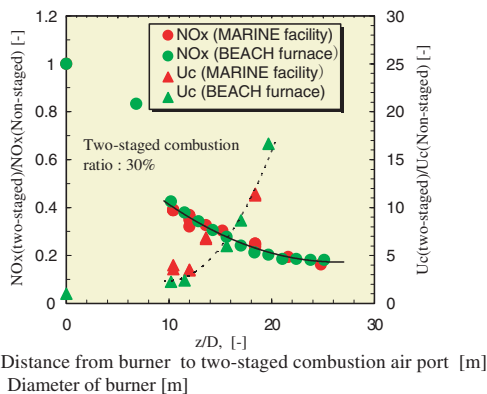 NOx(two-staged)/NOx(Non-staged) [-]
1.2
1
0.8
0.6
0.4
0.2
0
NOx (MARINE facility)
NOx (BEACH furnace)
Uc (MARINE facility)
Uc (BEACH furnace)
Two-staged combustion
ratio : 30%
30
25
20
15
10
5
0
Uc(two-staged)/Uc(Non-staged) [-]
0 10 20 30
z/D, [-]
Distance from burner to two-staged combustion air port [m]
Diameter of burner [m]